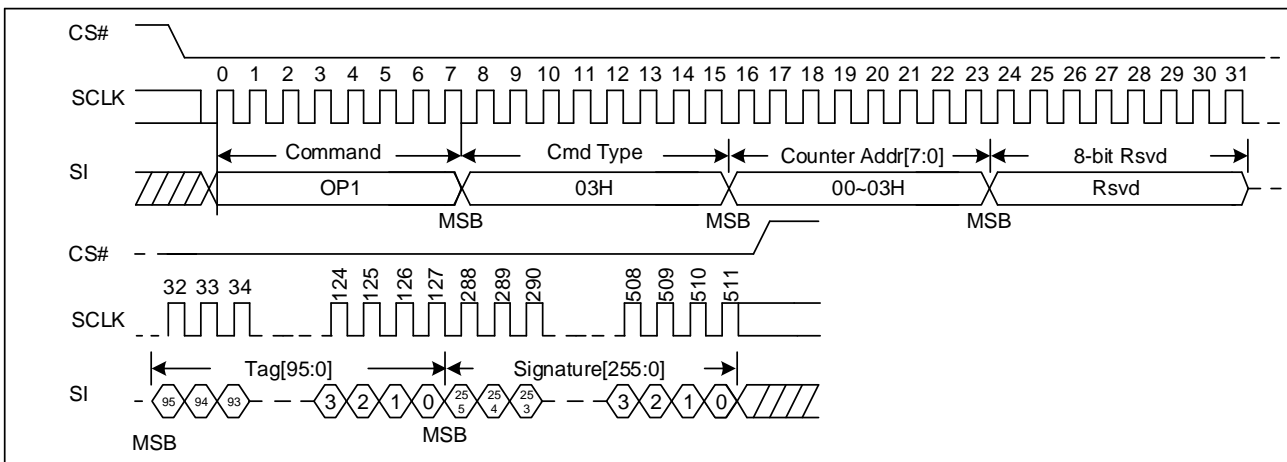 CS#
0 1 2 3 4 5 6 7 8 9 10 11 12 13 14 15 16 17 18 19 20 21 22 23 24 25 26 27 28 29 30 31
SCLK
Command Cmd Type Counter Addr[7:0] 8-bit Rsvd
SI
OP1 03H 00~03H Rsvd
MSB MSB MSB
CS#
32 33 34 124 125 126 127 288 289 290 508 509 510 511
SCLK
Tag[95:0] Signature[255:0]
SI
95 94 93 3 2 1 0 255 254 253 3 2 1 0
MSB MSB